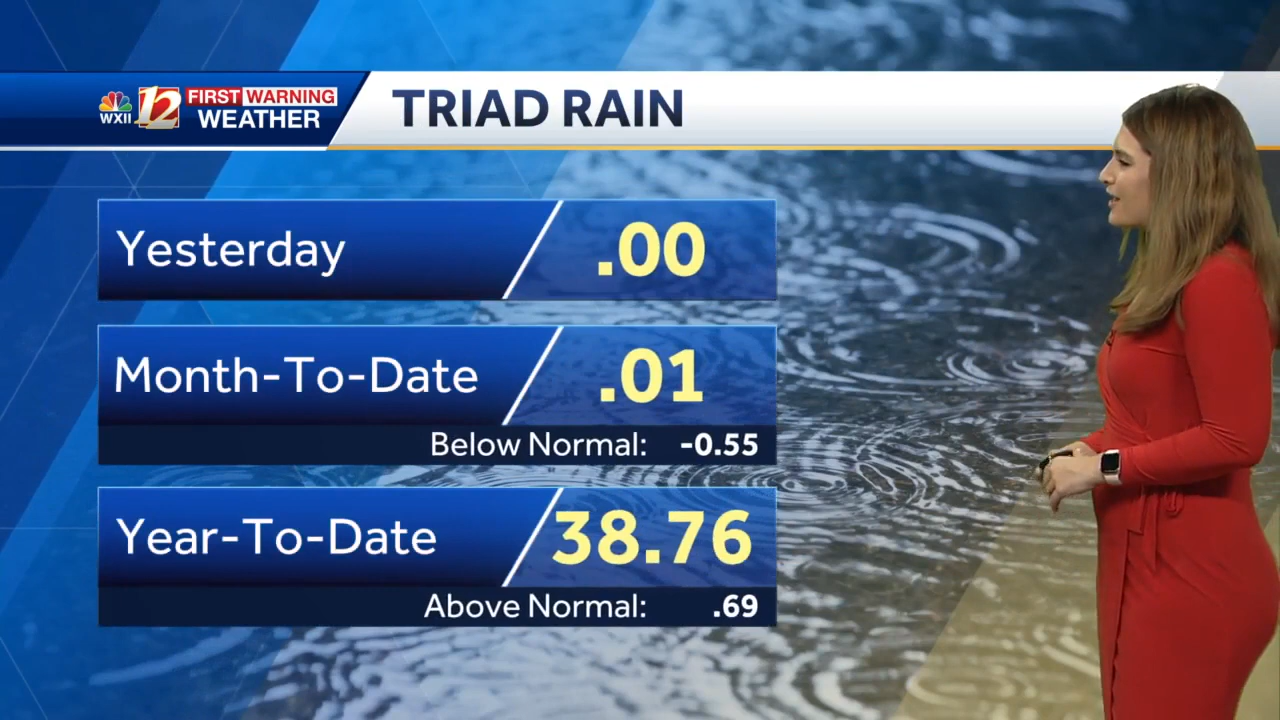 WXII 12 FIRST WARNING
WEATHER
TRIAD RAIN
Yesterday .00
Month-To-Date .01
Below Normal: -0.55
Year-To-Date 38.76
Above Normal: .69